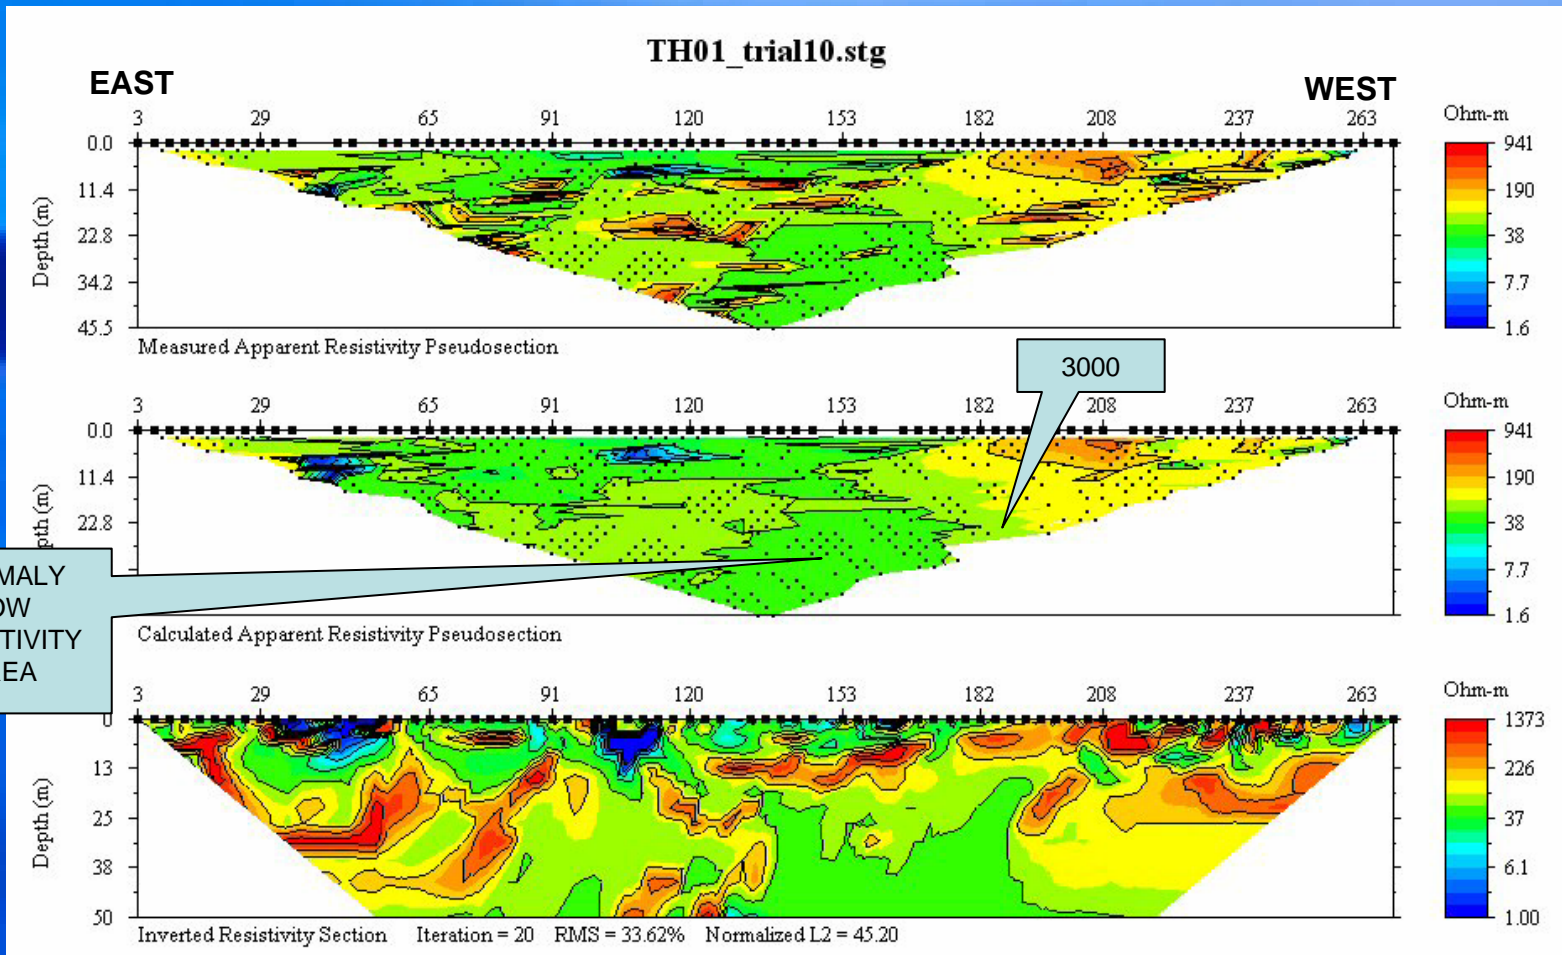 TH01_trial10.stg
EAST
WEST
3 29 65 91 120 153 182 208 237 263
Ohm-m
0.0
11.4
22.8
34.2
45.5
Depth (m)
941
190
38
7.7
1.6
Measured Apparent Resistivity Pseudosection
3000
3 29 65 91 120 153 182 208 237 263
Ohm-m
0.0
11.4
22.8
pth (m)
941
190
38
7.7
1.6
MALY
OW
TIVITY
EA
Calculated Apparent Resistivity Pseudosection
3 29 65 91 120 153 182 208 237 263
Ohm-m
0
13
25
38
50
Depth (m)
1373
226
37
6.1
1.00
Inverted Resistivity Section Iteration = 20 RMS = 33.62% Normalized L2 = 45.20